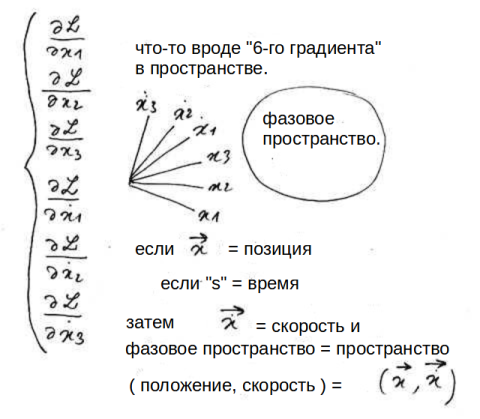 ∂ℒ/∂x1
∂ℒ/∂x2
∂ℒ/∂x3
∂ℒ/∂ẋ1
∂ℒ/∂ẋ2
∂ℒ/∂ẋ3
что-то вроде "6-го градиента"
в пространстве.
ẋ3
ẋ2
ẋ1
x3
x2
x1
фазовое
пространство.
если x⃗ = позиция
если "s" = время
затем ẋ⃗ = скорость и
фазовое пространство = пространство
( положение, скорость ) = (x⃗, ẋ⃗)